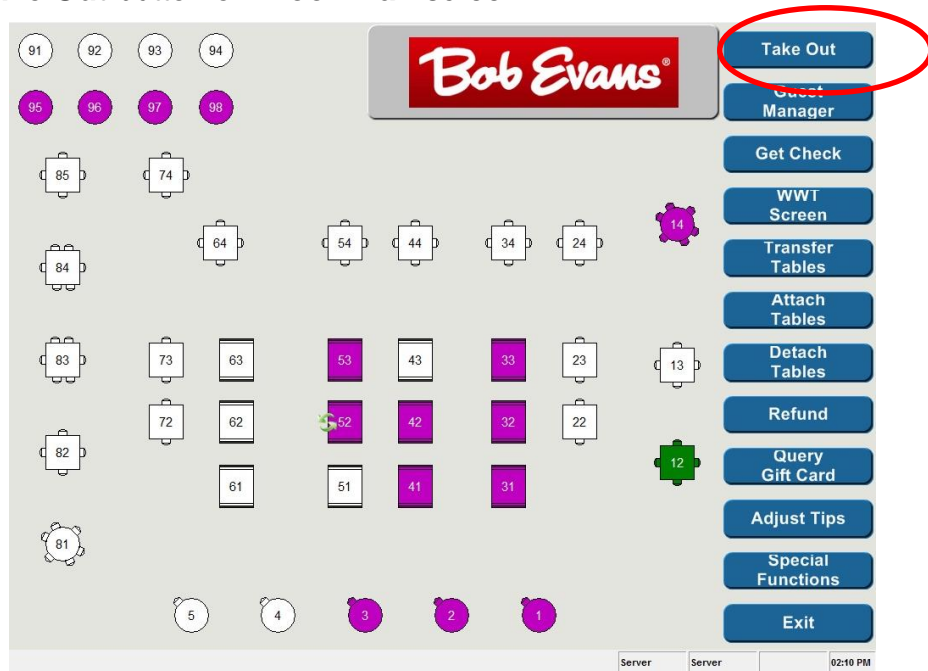 91 92 93 94
Bob Evans®
Take Out
95 96 97 98
Guest
Manager
85 74
Get Check
WWT
Screen
14
64 54 44 34 24
Transfer
Tables
84
Attach
Tables
83 73 63 53 43 33 23 13
Detach
Tables
72 62 52 42 32 22
Refund
82 12
Query
Gift Card
61 51 41 31
Adjust Tips
81
Special
Functions
5 4 3 2 1
Exit
Server Server 02:10 PM